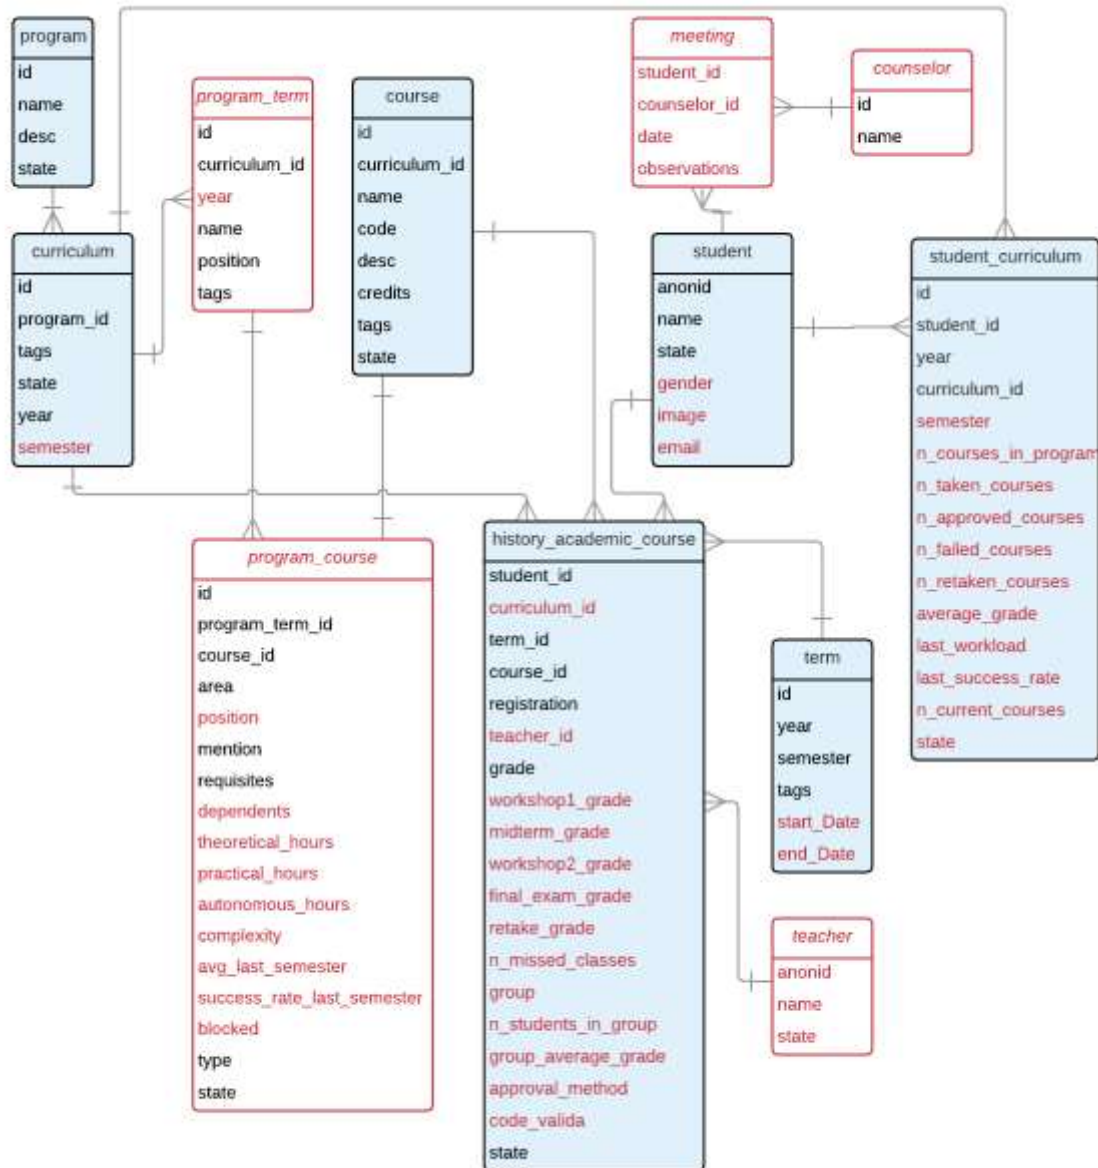 program
id
name
desc
state
program_term
id
curriculum_id
year
name
position
tags
course
id
curriculum_id
name
code
desc
credits
tags
state
meeting
student_id
counselor_id
date
observations
counselor
id
name
curriculum
id
program_id
tags
state
year
semester
student
anonid
name
state
gender
image
email
student_curriculum
id
student_id
year
curriculum_id
semester
n_courses_in_program
n_taken_courses
n_approved_courses
n_failed_courses
n_retaken_courses
average_grade
last_workload
last_success_rate
n_current_courses
state
program_course
id
program_term_id
course_id
area
position
mention
requisites
dependents
theoretical_hours
practical_hours
autonomous_hours
complexity
avg_last_semester
success_rate_last_semester
blocked
type
state
history_academic_course
student_id
curriculum_id
term_id
course_id
registration
teacher_id
grade
workshop1_grade
midterm_grade
workshop2_grade
final_exam_grade
retake_grade
n_missed_classes
group
n_students_in_group
group_average_grade
approval_method
code_valida
state
term
id
year
semester
tags
start_Date
end_Date
teacher
anonid
name
state